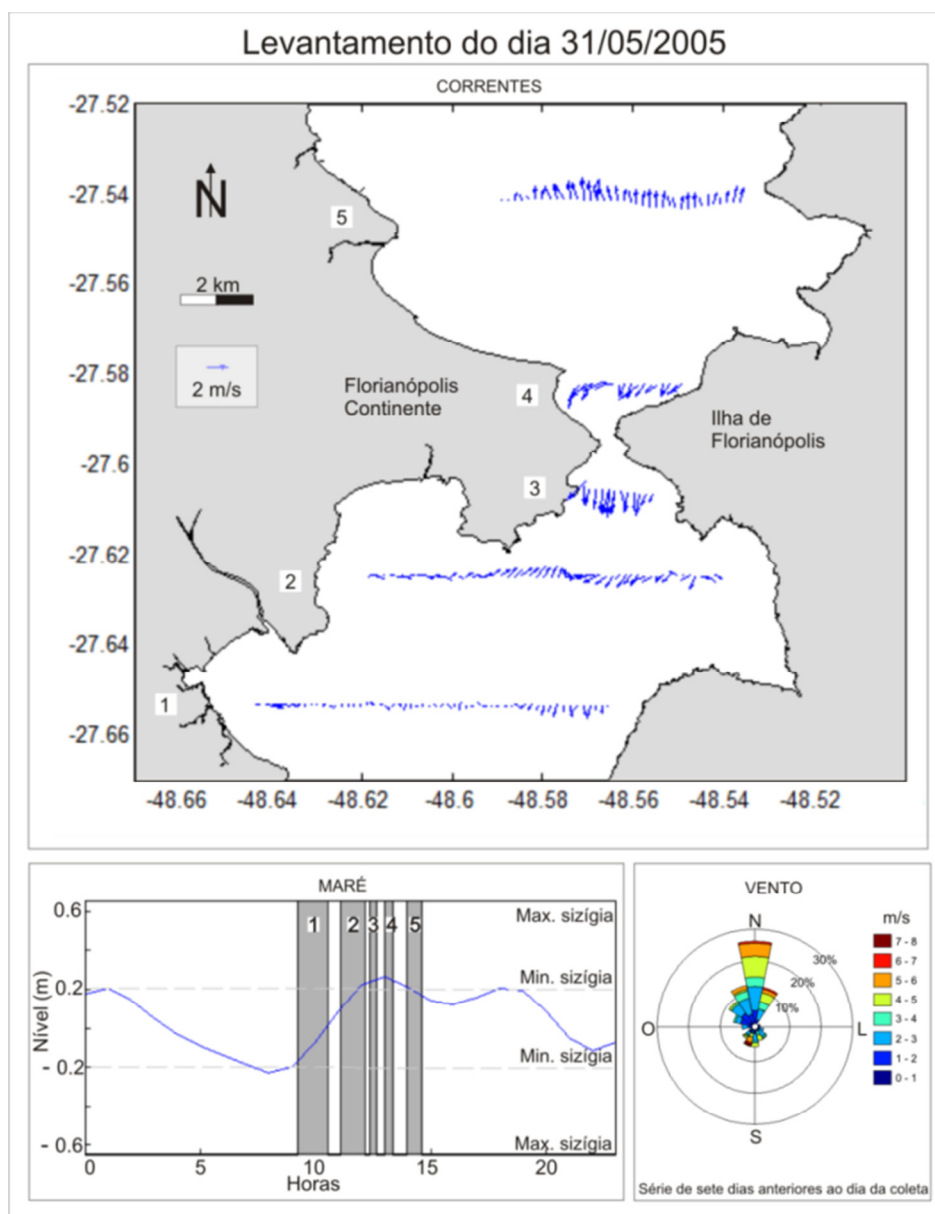 Levantamento do dia 31/05/2005
CORRENTES
-27.52
-27.54
-27.56
-27.58
-27.6
-27.62
-27.64
-27.66
N
5
2 km
2 m/s
Florianópolis
Continente
4
Ilha de
Florianópolis
3
2
1
-48.66
-48.64
-48.62
-48.6
-48.58
-48.56
-48.54
-48.52
MARÉ
0.6
0.2
- 0.2
- 0.6
Nível (m)
1
2
3
4
5
Max. sizígia
Min. sizígia
Min. sizígia
Max. sizígia
0
5
10
15
20
Horas
VENTO
N
30%
20%
10%
O
L
S
m/s
7 - 8
6 - 7
5 - 6
4 - 5
3 - 4
2 - 3
1 - 2
0 - 1
Série de sete dias anteriores ao dia da coleta